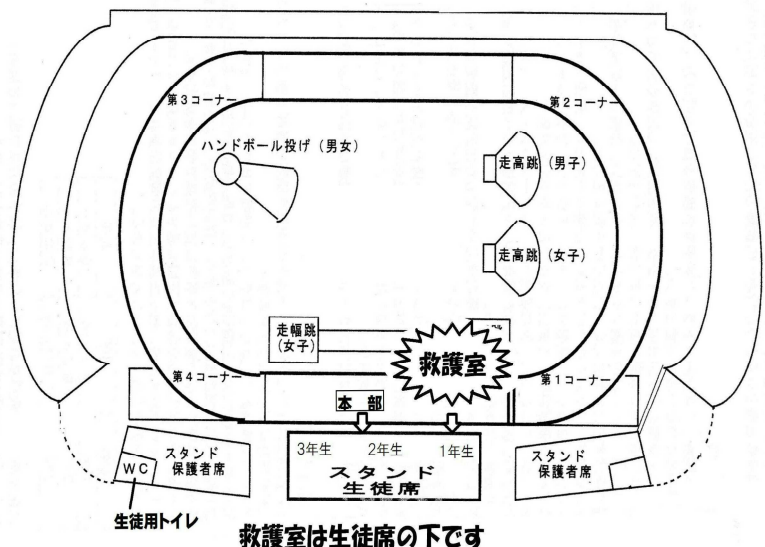 第3コーナー
第2コーナー
ハンドボール投げ（男女）
走高跳（男子）
走高跳（女子）
走幅跳
（女子）
救護室
第4コーナー
第1コーナー
本部
3年生 2年生 1年生
スタンド
生徒席
スタンド
保護者席
WC
スタンド
保護者席
生徒用トイレ
救護室は生徒席の下です